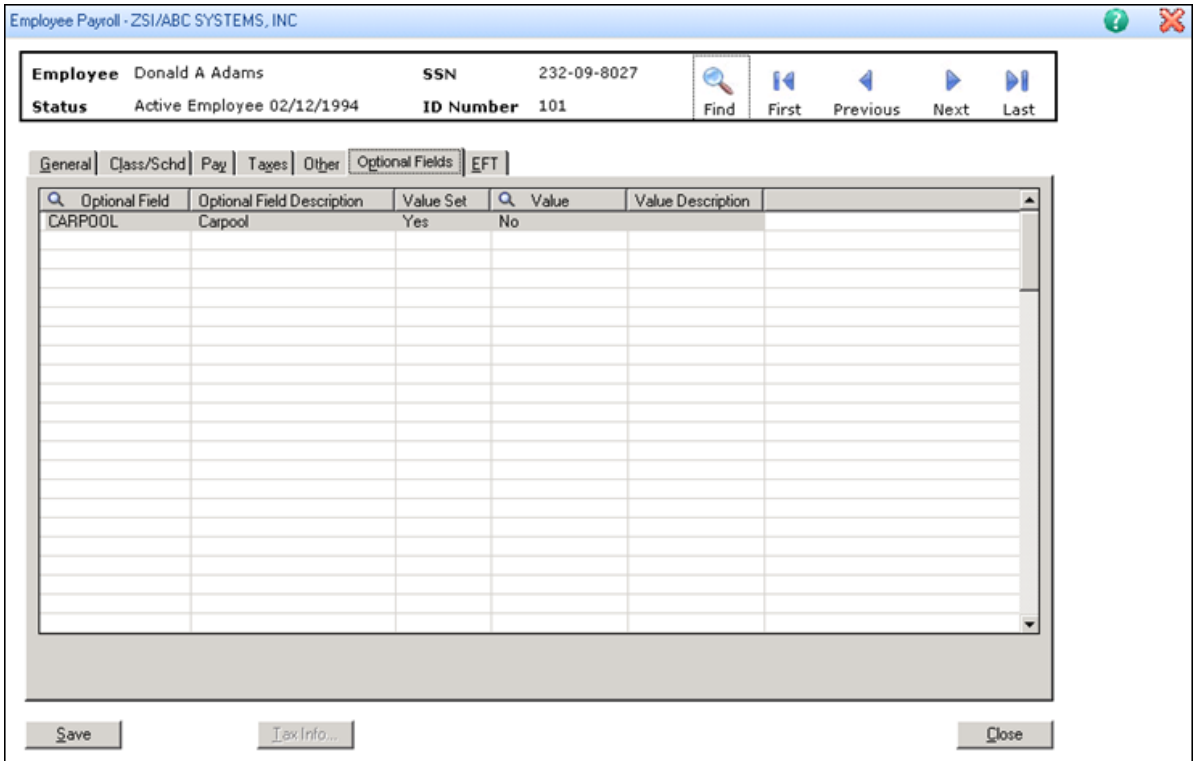 Employee Payroll - ZSI/ABC SYSTEMS, INC
Employee Donald A Adams SSN 232-09-8027
Status Active Employee 02/12/1994 ID Number 101
Find First Previous Next Last
General Class/Schd Pay Taxes Other Optional Fields EFT
Optional Field Optional Field Description Value Set Value Value Description
CARPOOL Carpool Yes No
Save Tax Info... Close